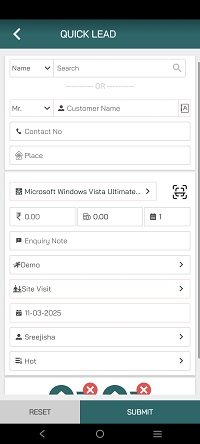 QUICK LEAD
Name Search
---------- OR ----------
Mr. Customer Name
Contact No
Place
Microsoft Windows Vista Ultimate...
₹ 0.00 0.00 1
Enquiry Note
Demo
Site Visit
11-03-2025
Sreejisha
Hot
RESET SUBMIT